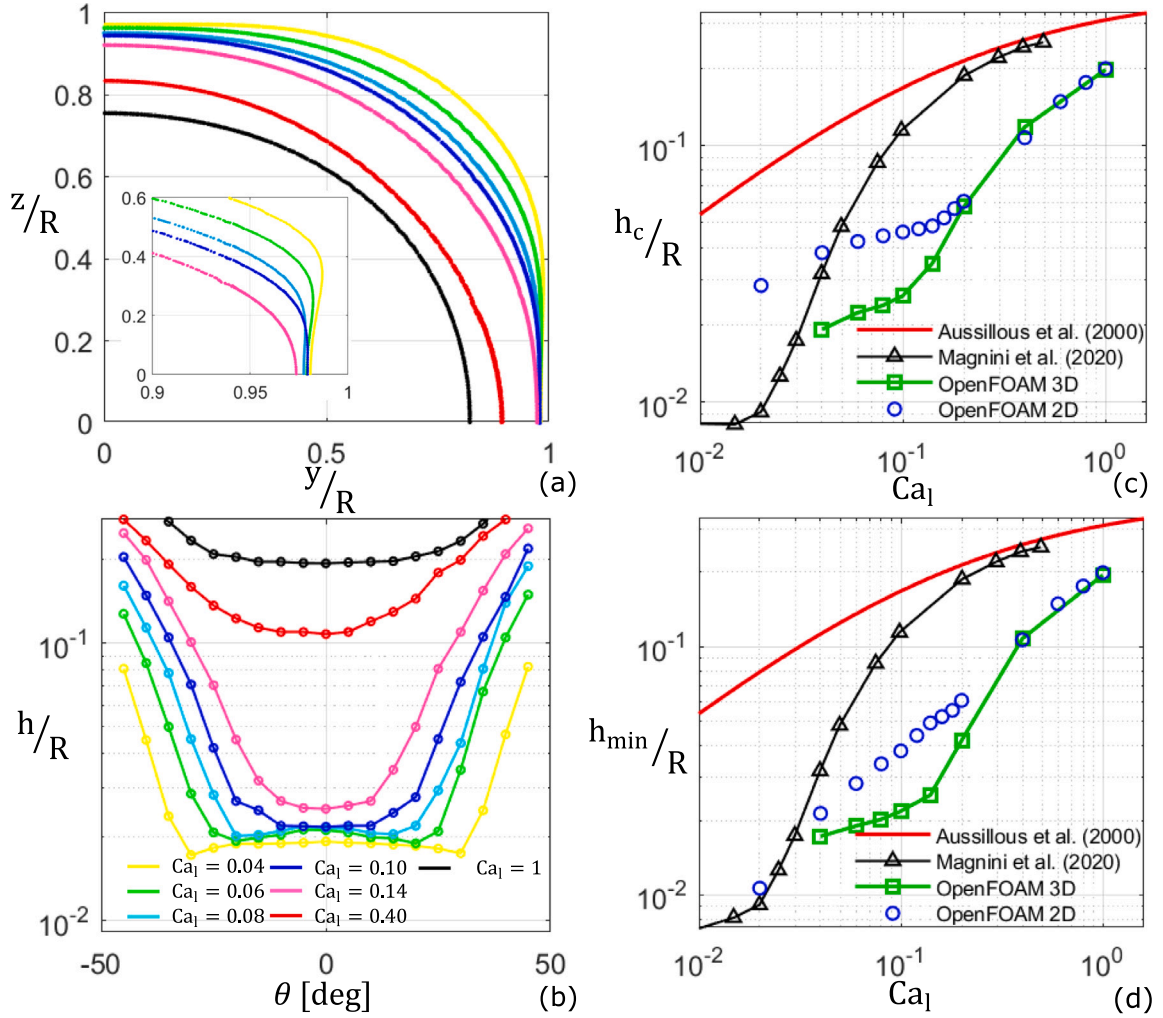 1
0.8
0.6
0.4
0.2
0
z/R
0.6
0.4
0.2
0
0.9
0.95
1
0
0.5
1
y/R
(a)
10⁻¹
10⁻²
h_c/R
Aussillous et al. (2000)
Magnini et al. (2020)
OpenFOAM 3D
OpenFOAM 2D
10⁻²
10⁻¹
10⁰
Ca_l
(c)
10⁻¹
10⁻²
h/R
Ca_l = 0.04
Ca_l = 0.10
Ca_l = 1
Ca_l = 0.06
Ca_l = 0.14
Ca_l = 0.08
Ca_l = 0.40
-50
0
50
θ [deg]
(b)
10⁻¹
10⁻²
h_min/R
Aussillous et al. (2000)
Magnini et al. (2020)
OpenFOAM 3D
OpenFOAM 2D
10⁻²
10⁻¹
10⁰
Ca_l
(d)